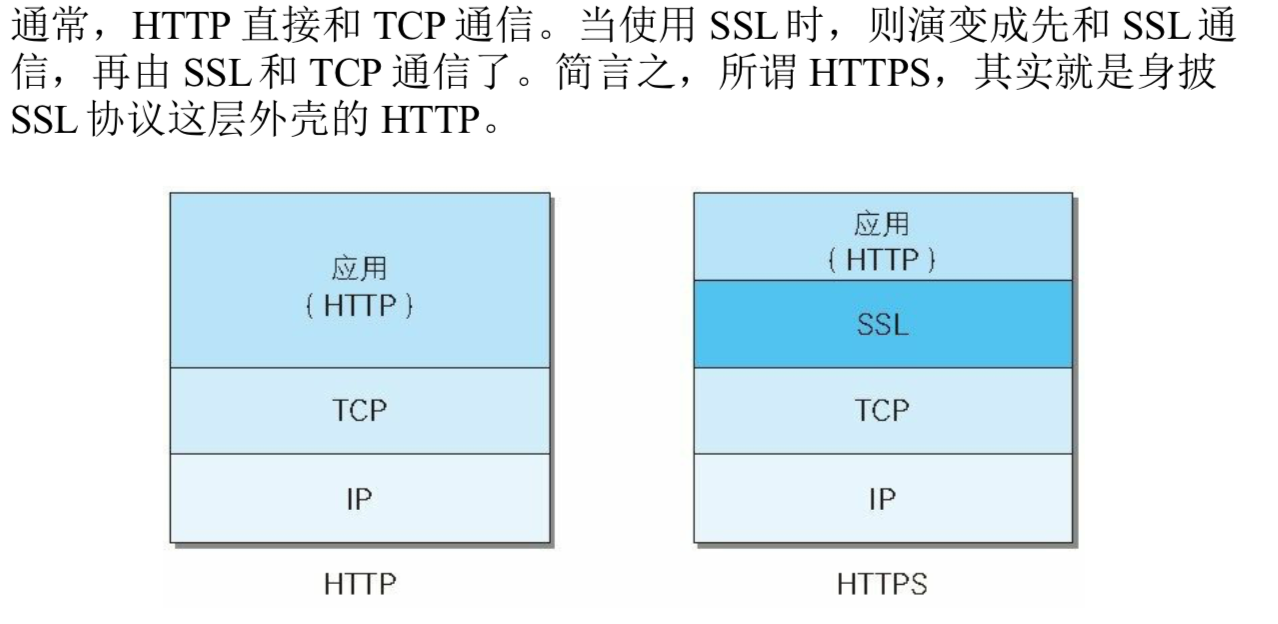 通常，HTTP 直接和 TCP 通信。当使用 SSL 时，则演变成先和 SSL 通
信，再由 SSL 和 TCP 通信了。简言之，所谓 HTTPS，其实就是身披
SSL 协议这层外壳的 HTTP。
应用
( HTTP )
TCP
IP
HTTP
应用
( HTTP )
SSL
TCP
IP
HTTPS